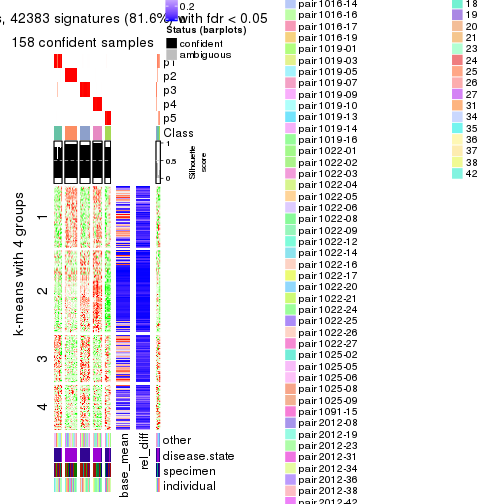 , 42383 signatures (81.6%) with fdr < 0.05
158 confident samples
0.2
0
Status (barplots)
confident
ambiguous
p1
p2
p3
p4
p5
Class
1
0.5
0
Silhouette
score
k-means with 4 groups
1
2
3
4
other
disease.state
specimen
individual
base_mean
rel_diff
pair1016-14
pair1016-16
pair1016-17
pair1016-19
pair1019-01
pair1019-03
pair1019-05
pair1019-07
pair1019-09
pair1019-10
pair1019-13
pair1019-14
pair1019-16
pair1022-01
pair1022-02
pair1022-03
pair1022-04
pair1022-05
pair1022-06
pair1022-08
pair1022-09
pair1022-12
pair1022-14
pair1022-16
pair1022-17
pair1022-20
pair1022-21
pair1022-24
pair1022-25
pair1022-26
pair1022-27
pair1025-02
pair1025-05
pair1025-06
pair1025-08
pair1025-09
pair1091-15
pair2012-08
pair2012-19
pair2012-23
pair2012-31
pair2012-34
pair2012-36
pair2012-38
pair2012-42
18
19
20
21
23
24
25
26
27
31
34
35
36
37
38
42